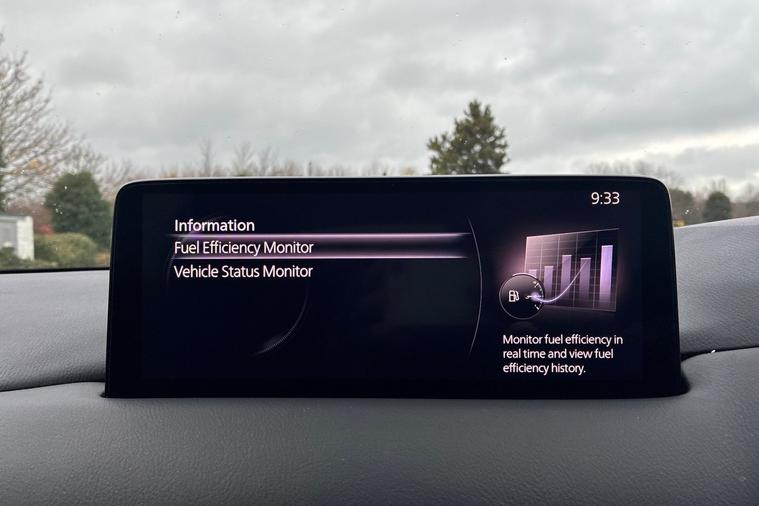 9:33
Information
Fuel Efficiency Monitor
Vehicle Status Monitor
Monitor fuel efficiency in
real time and view fuel
efficiency history.